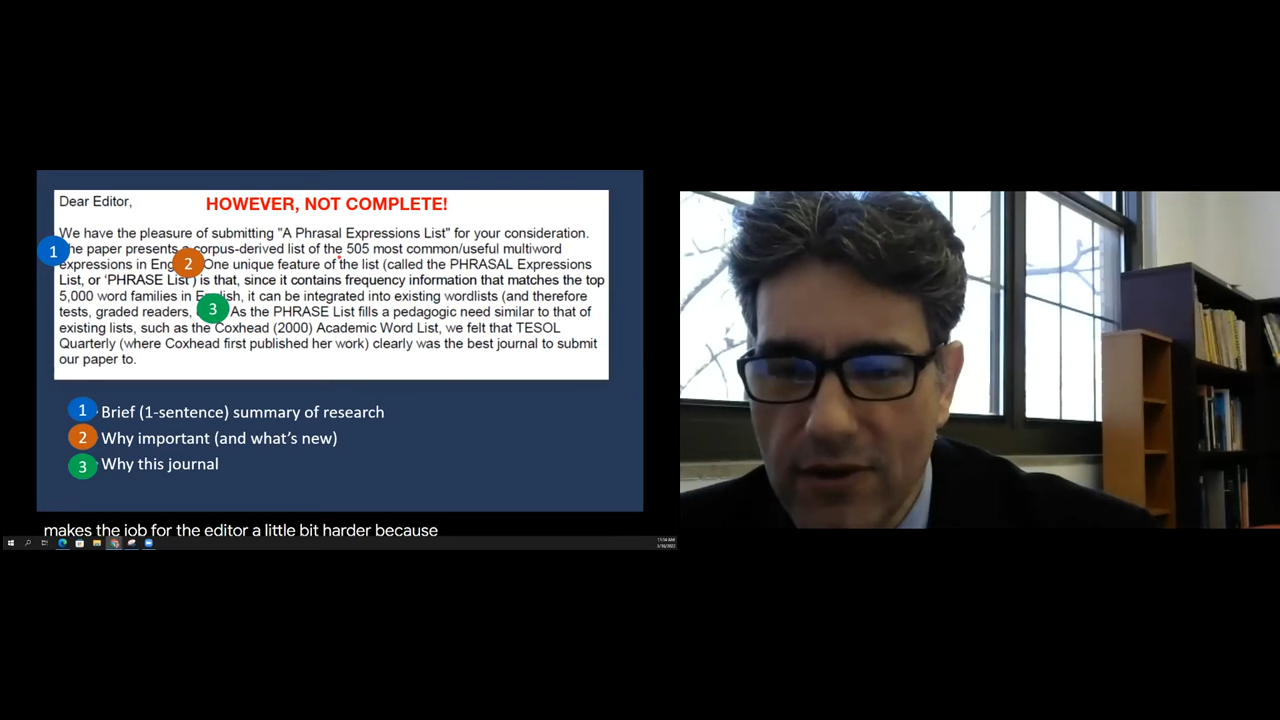 Dear Editor,
HOWEVER, NOT COMPLETE!
We have the pleasure of submitting "A Phrasal Expressions List" for your consideration.
1
The paper presents a corpus-derived list of the 505 most common/useful multiword
2
expressions in Eng One unique feature of the list (called the PHRASAL Expressions
List, or 'PHRASE List') is that, since it contains frequency information that matches the top
5,000 word families in English, it can be integrated into existing wordlists (and therefore
3
tests, graded readers, As the PHRASE List fills a pedagogic need similar to that of
existing lists, such as the Coxhead (2000) Academic Word List, we felt that TESOL
Quarterly (where Coxhead first published her work) clearly was the best journal to submit
our paper to.
1 Brief (1-sentence) summary of research
2 Why important (and what's new)
3 Why this journal
makes the job for the editor a little bit harder because